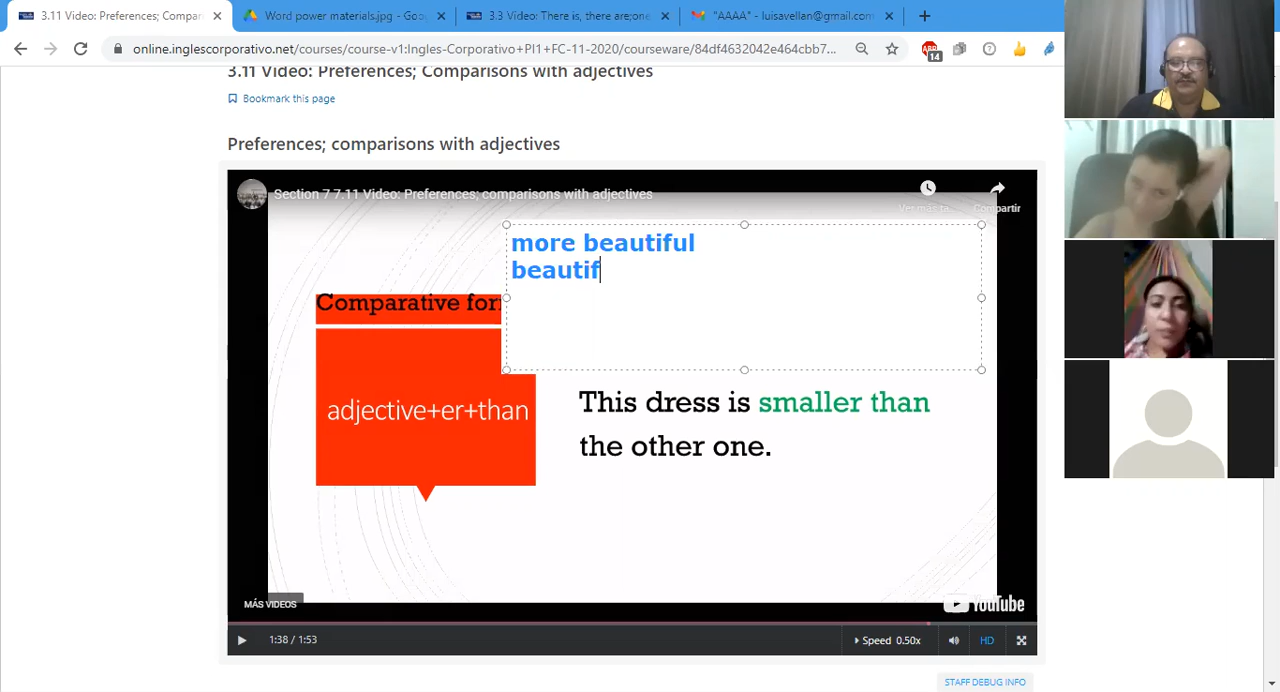 3.11 Video: Preferences; Compar
Word power materials.jpg - Go
3.3 Video: There is, there are;one
"AAAA" - luisavellan@gmail.com
online.inglescorporativo.net/courses/course-v1:Ingles-Corporativo+PI1+FC-11-2020/courseware/84df4632042e464cbb7...
14
3.11 Video: Preferences; Comparisons with adjectives
Bookmark this page
Preferences; comparisons with adjectives
Section 7 7.11 Video: Preferences; comparisons with adjectives
Ver más ta...
Compartir
more beautiful
beautif
Comparative for
adjective+er+than
This dress is smaller than
the other one.
MÁS VIDEOS
YouTube
1:38 / 1:53
Speed 0.50x
HD
STAFF DEBUG INFO